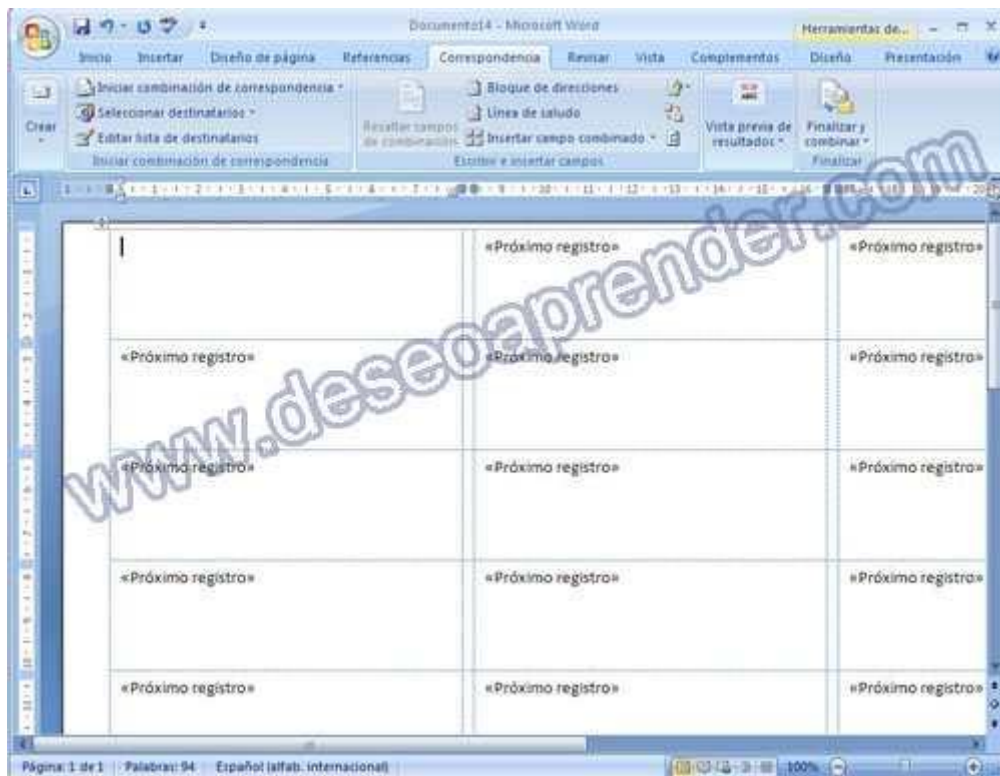 Documento14 - Microsoft Word
Herramientas de...
Inicio Insertar Diseño de página Referencias Correspondencia Revisar Vista Complementos Diseño Presentación
Crear
Iniciar combinación de correspondencia
Seleccionar destinatarios
Editar lista de destinatarios
Iniciar combinación de correspondencia
Resaltar campos de combinación
Bloque de direcciones
Línea de saludo
Insertar campo combinado
Escribir e insertar campos
Vista previa de resultados
Finalizar y combinar
Finalizar
«Próximo registro» «Próximo registro»
«Próximo registro» «Próximo registro» «Próximo registro»
«Próximo registro» «Próximo registro» «Próximo registro»
«Próximo registro» «Próximo registro» «Próximo registro»
«Próximo registro» «Próximo registro» «Próximo registro»
www.deseoaprender.com
Página: 1 de 1 Palabras: 94 Español (alfab. internacional) 100%